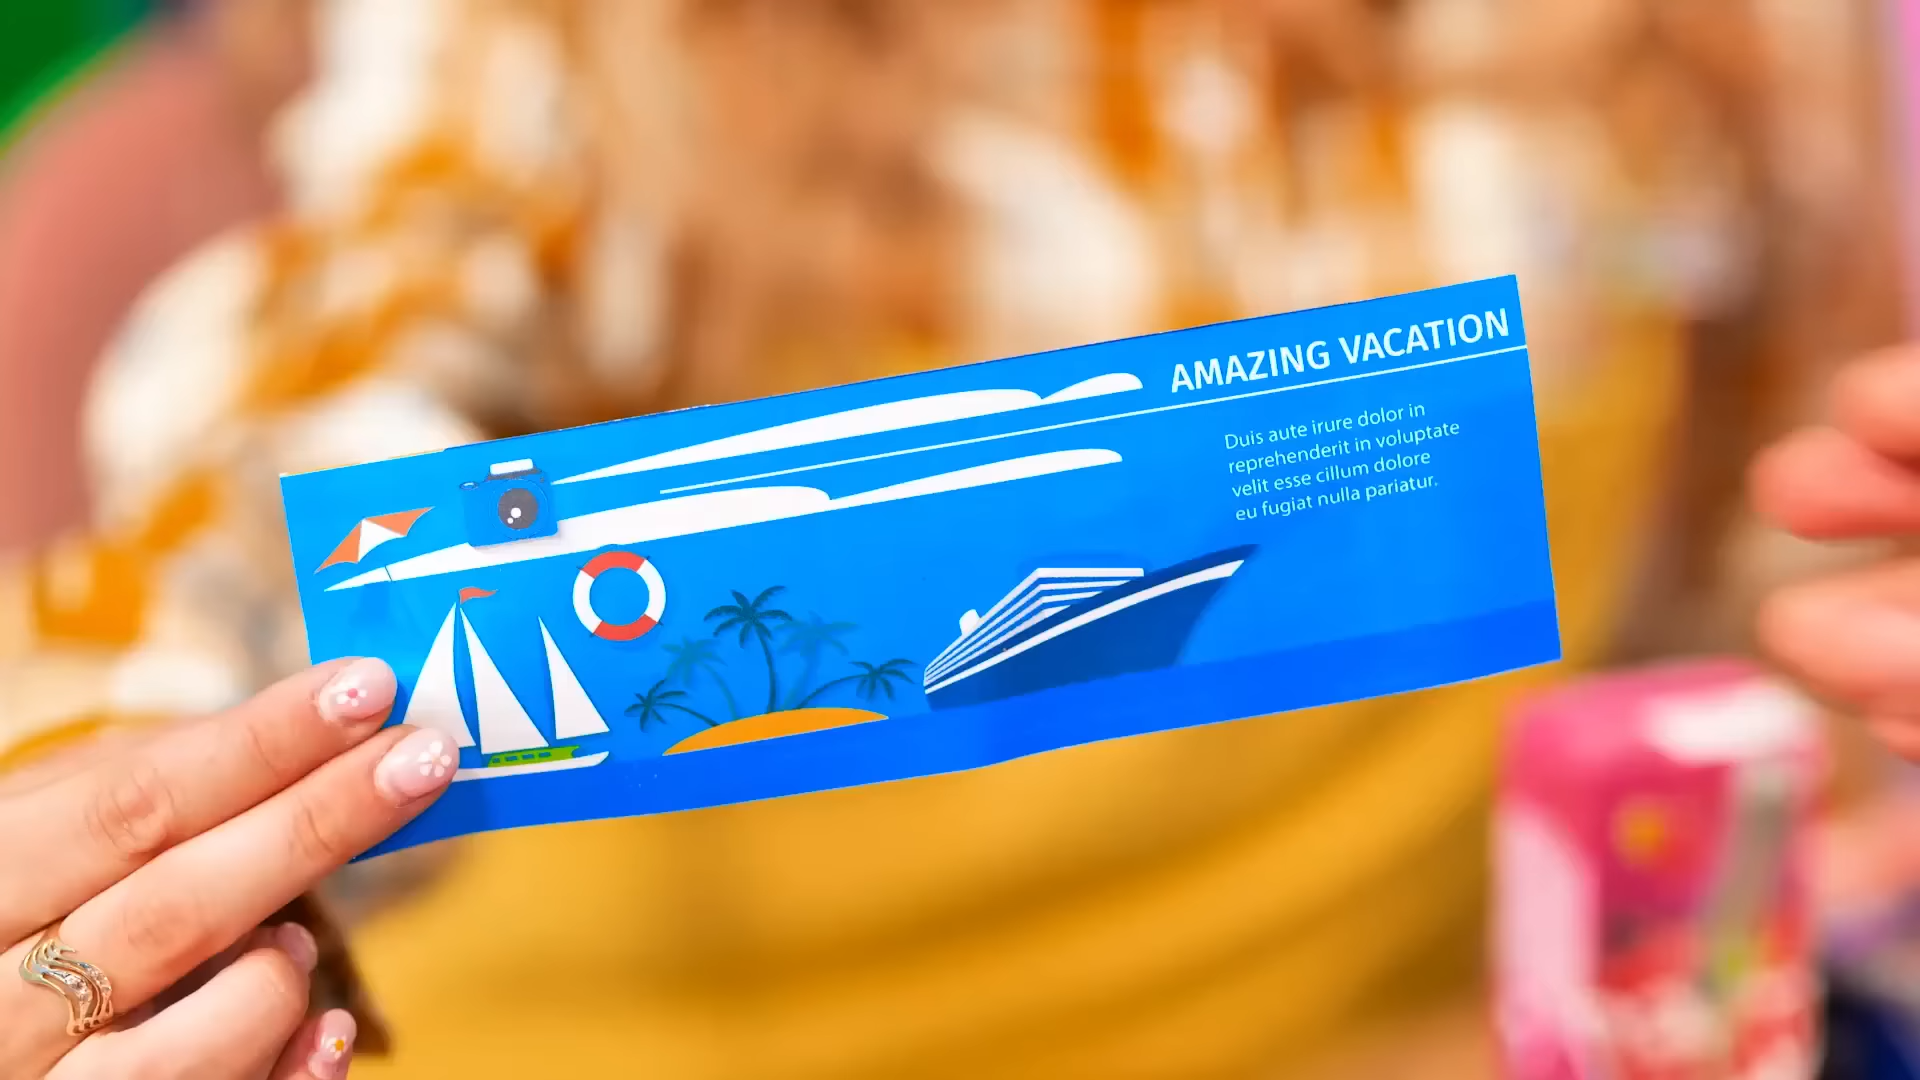 AMAZING VACATION
Duis aute irure dolor in
reprehenderit in voluptate
velit esse cillum dolore
eu fugiat nulla pariatur.